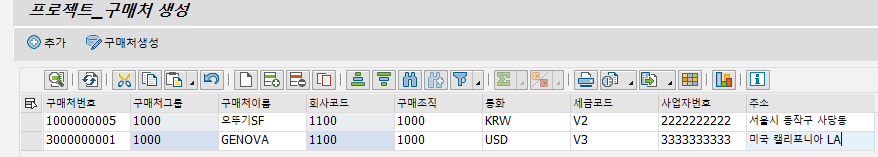 프로젝트_구매처 생성
추가 구매처생성
구매처번호 구매처그룹 구매처이름 회사코드 구매조직 통화 세금코드 사업자번호 주소
1000000005 1000 오뚜기SF 1100 1000 KRW V2 2222222222 서울시 동작구 사당동
3000000001 1000 GENOVA 1100 1000 USD V3 3333333333 미국 캘리포니아 LA